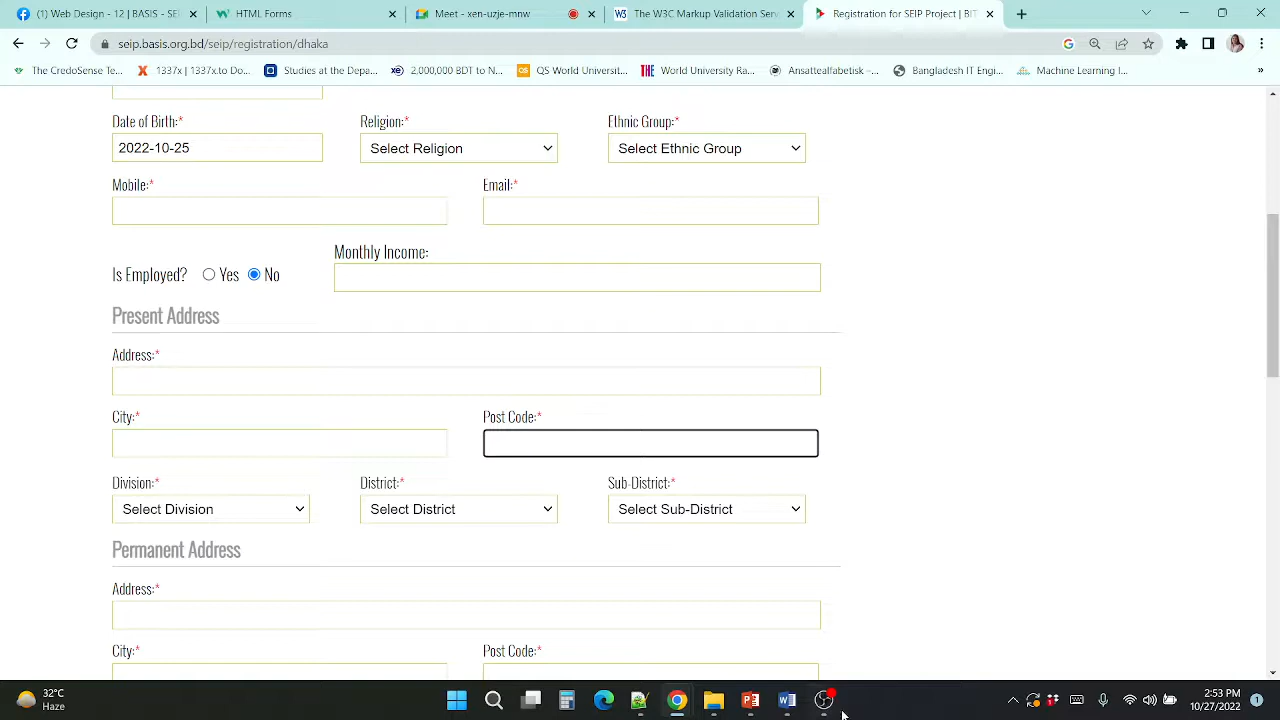 (1) Web Design - BASIS - SEI
HTML Forms
Meet - xen-uzje-mnw
The W3C Markup Validation Serv
Registration for SEIP Project | BIT
seip.basis.org.bd/seip/registration/dhaka
The CredoSense T...
1337x | 1337x.to Do...
Studies at the Depa...
2,000,000 BDT to N...
QS World Universit...
World University Ra...
Ansattalfabetisk -...
Bangladesh IT Engi...
Machine Learning I...
»
Date of Birth:* Religion:* Ethnic Group:*
2022-10-25 Select Religion Select Ethnic Group
Mobile:* Email:*
Monthly Income:
Is Employed? Yes No
Present Address
Address:*
City:* Post Code:*
Division:* District:* Sub-District:*
Select Division Select District Select Sub-District
Permanent Address
Address:*
City:* Post Code:*
32°C
Haze
2:53 PM
10/27/2022
1